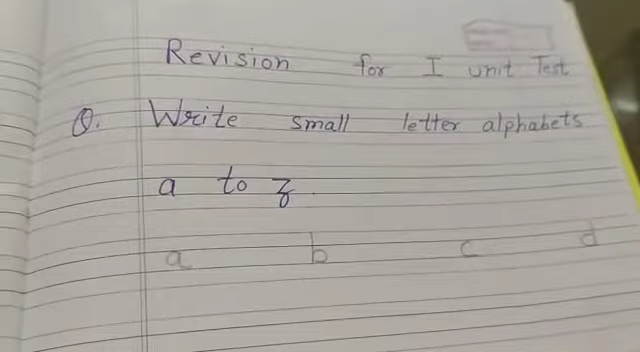 Revision for I unit Test
Q. Write small letter alphabets
a to z.
a b c d